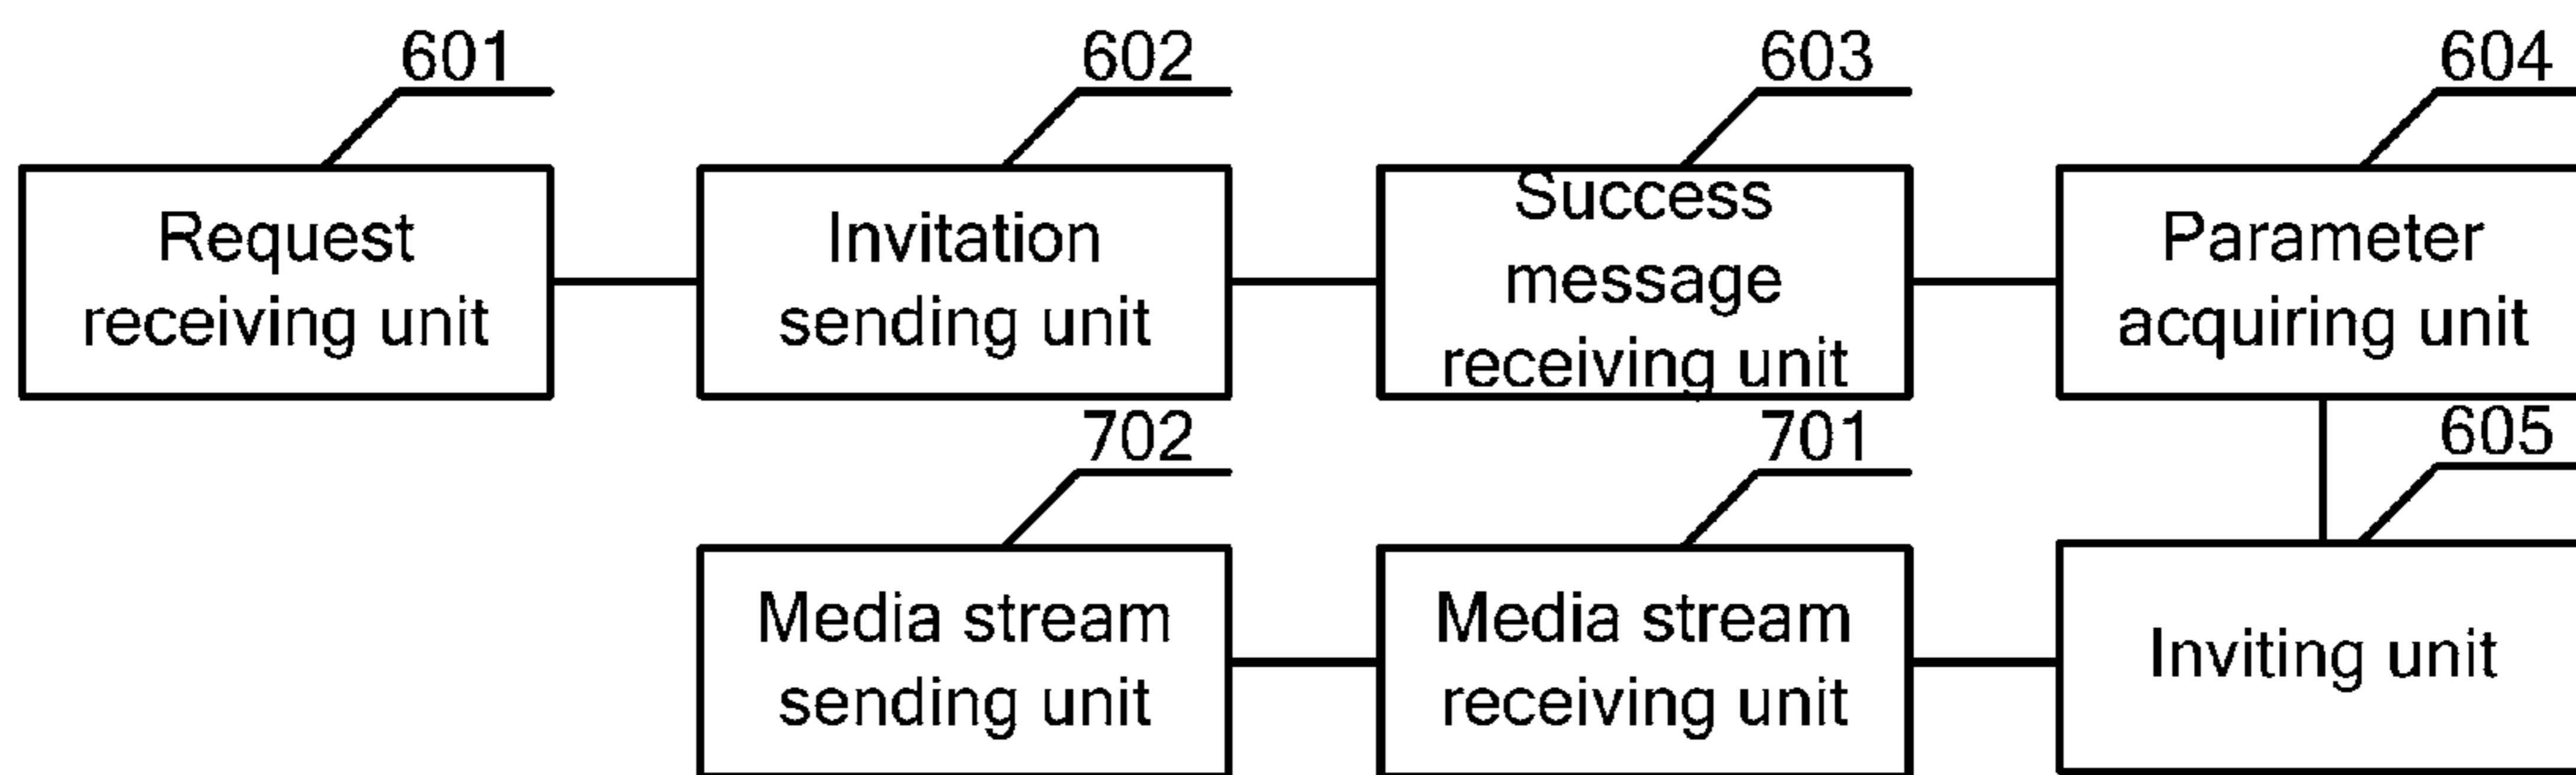 601
602
603
604
Request
receiving unit
Invitation
sending unit
Success
message
receiving unit
Parameter
acquiring unit
702
701
605
Media stream
sending unit
Media stream
receiving unit
Inviting unit